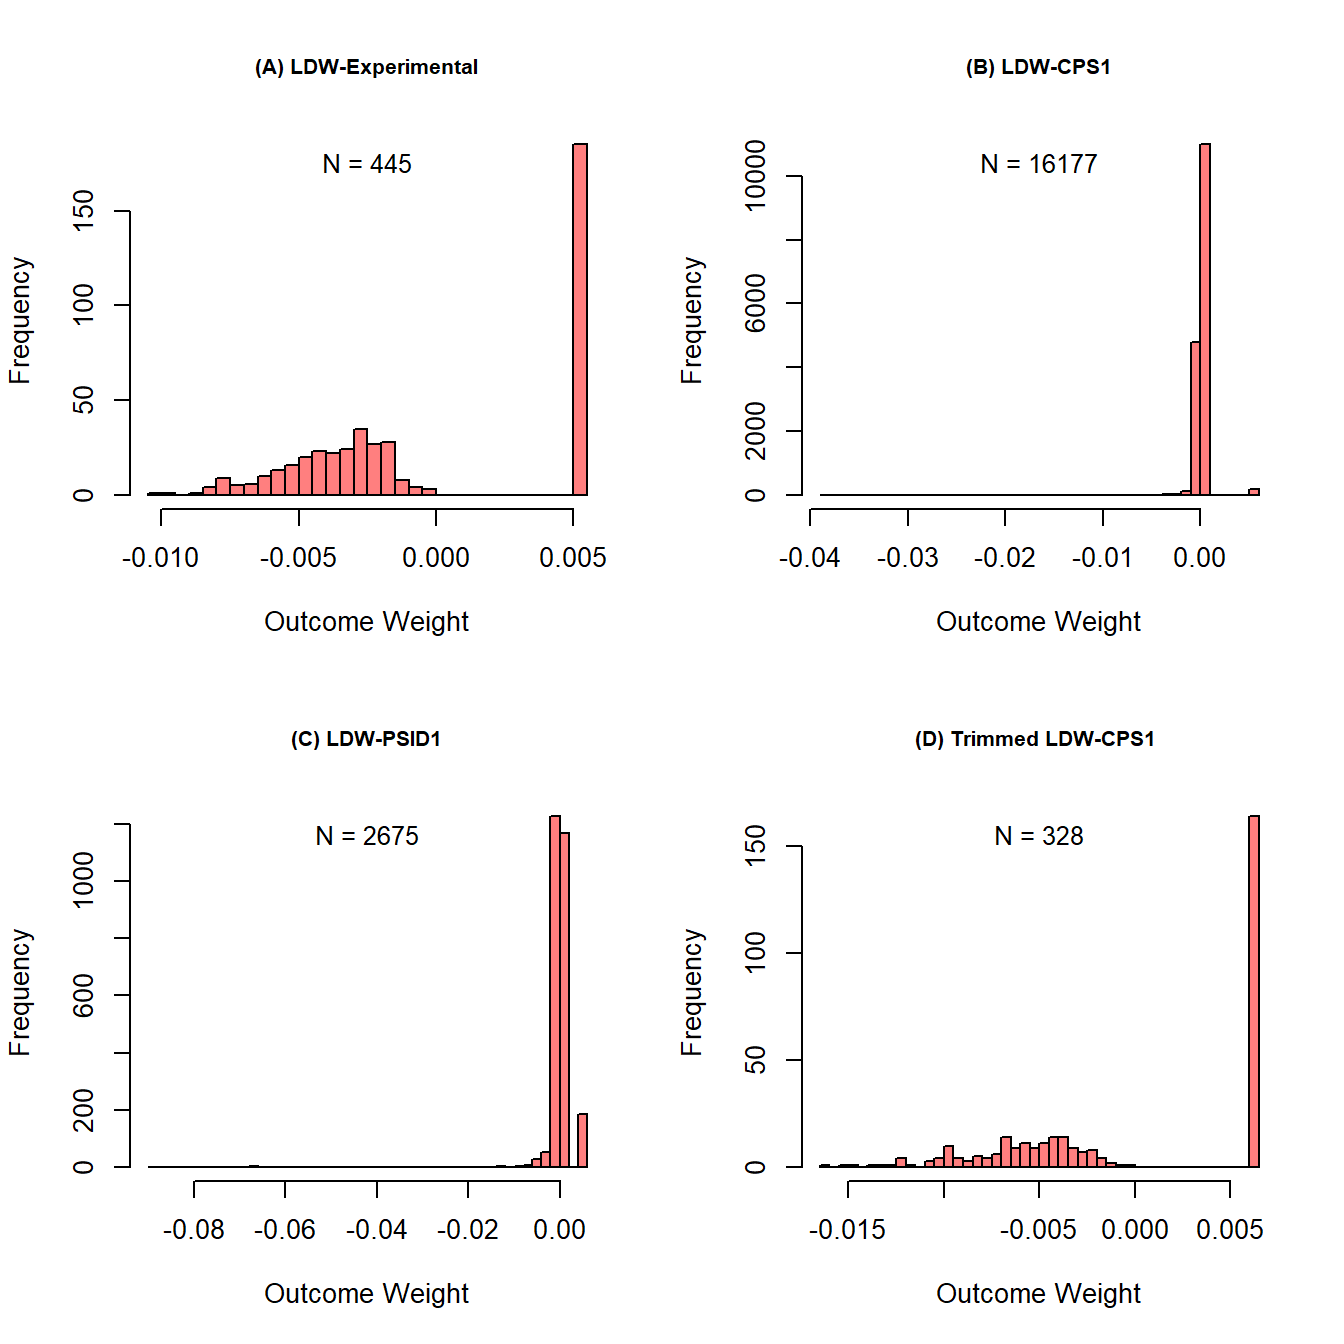 (A) LDW-Experimental
N = 445
Frequency
0
50
100
150
-0.010
-0.005
0.000
0.005
Outcome Weight
(B) LDW-CPS1
N = 16177
Frequency
0
2000
6000
10000
-0.04
-0.03
-0.02
-0.01
0.00
Outcome Weight
(C) LDW-PSID1
N = 2675
Frequency
0
200
600
1000
-0.08
-0.06
-0.04
-0.02
0.00
Outcome Weight
(D) Trimmed LDW-CPS1
N = 328
Frequency
0
50
100
150
-0.015
-0.005
0.000
0.005
Outcome Weight